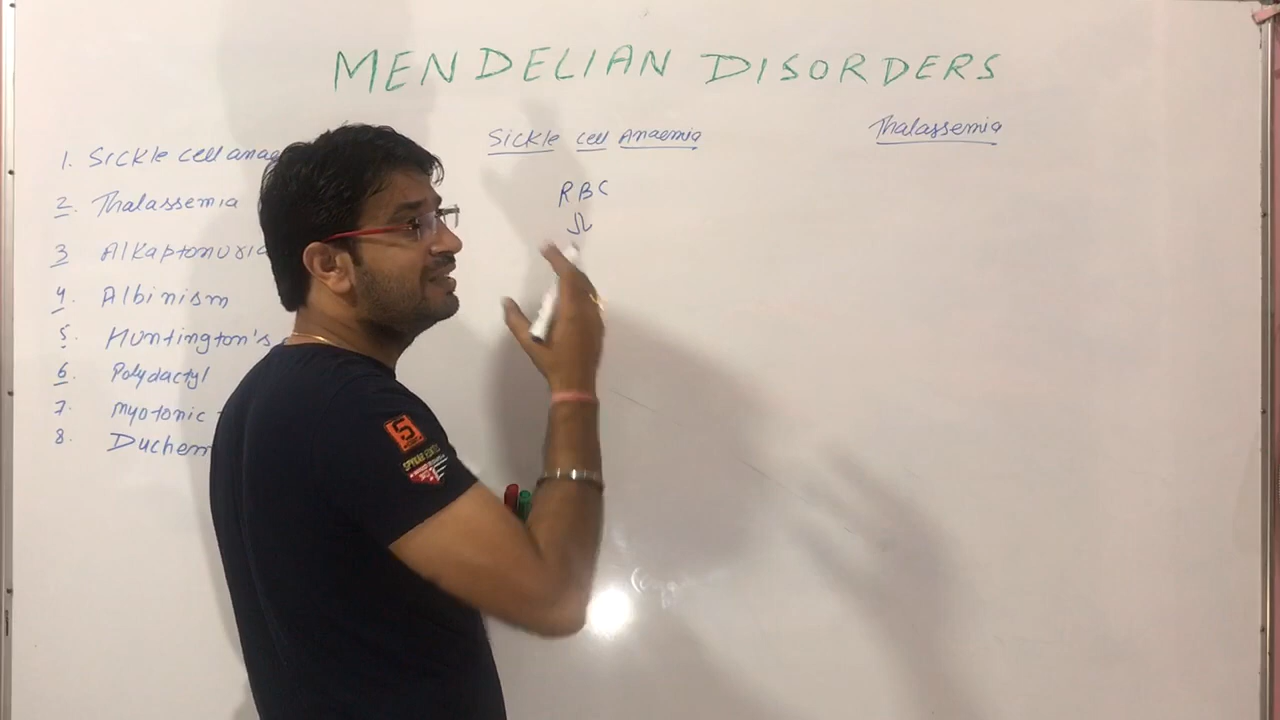 MENDELIAN DISORDERS
1. Sickle cell anae
2. Thalassemia
3 Alkaptonuria
4. Albinism
5. Huntington's
6. Polydactyl
7. Myotonic
8. Duchem
Sickle cell Anaemia
RBC
Thalassemia
5